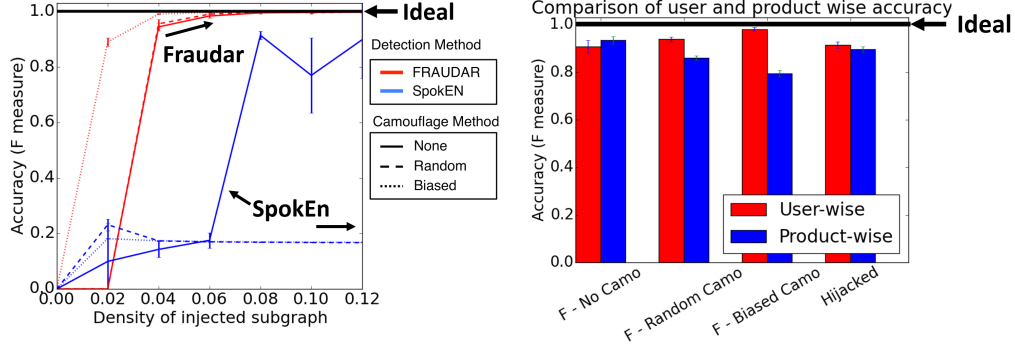 1.0
0.8
0.6
0.4
0.2
0.0
Accuracy (F measure)
0.00 0.02 0.04 0.06 0.08 0.10 0.12
Density of injected subgraph
Ideal
Fraudar
SpokEn
Detection Method
FRAUDAR
SpokEN
Camouflage Method
None
Random
Biased
Comparison of user and product wise accuracy
Ideal
1.0
0.8
0.6
0.4
0.2
0.0
Accuracy (F measure)
User-wise
Product-wise
F - No Camo
F - Random Camo
F - Biased Camo
Hijacked